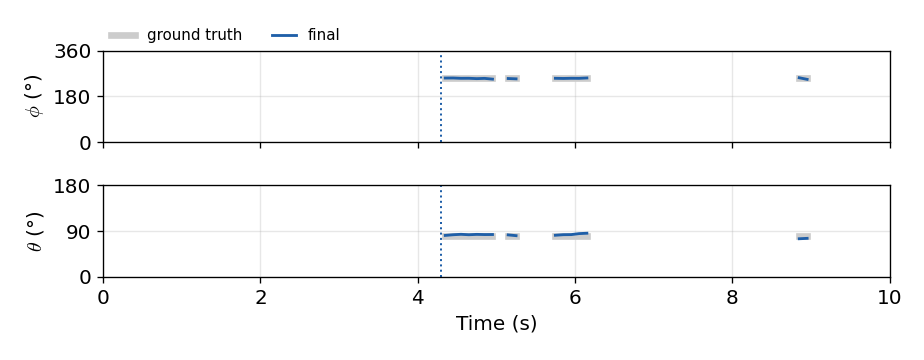 ground truth final
360
180
0
ϕ (°)
180
90
0
θ (°)
0 2 4 6 8 10
Time (s)